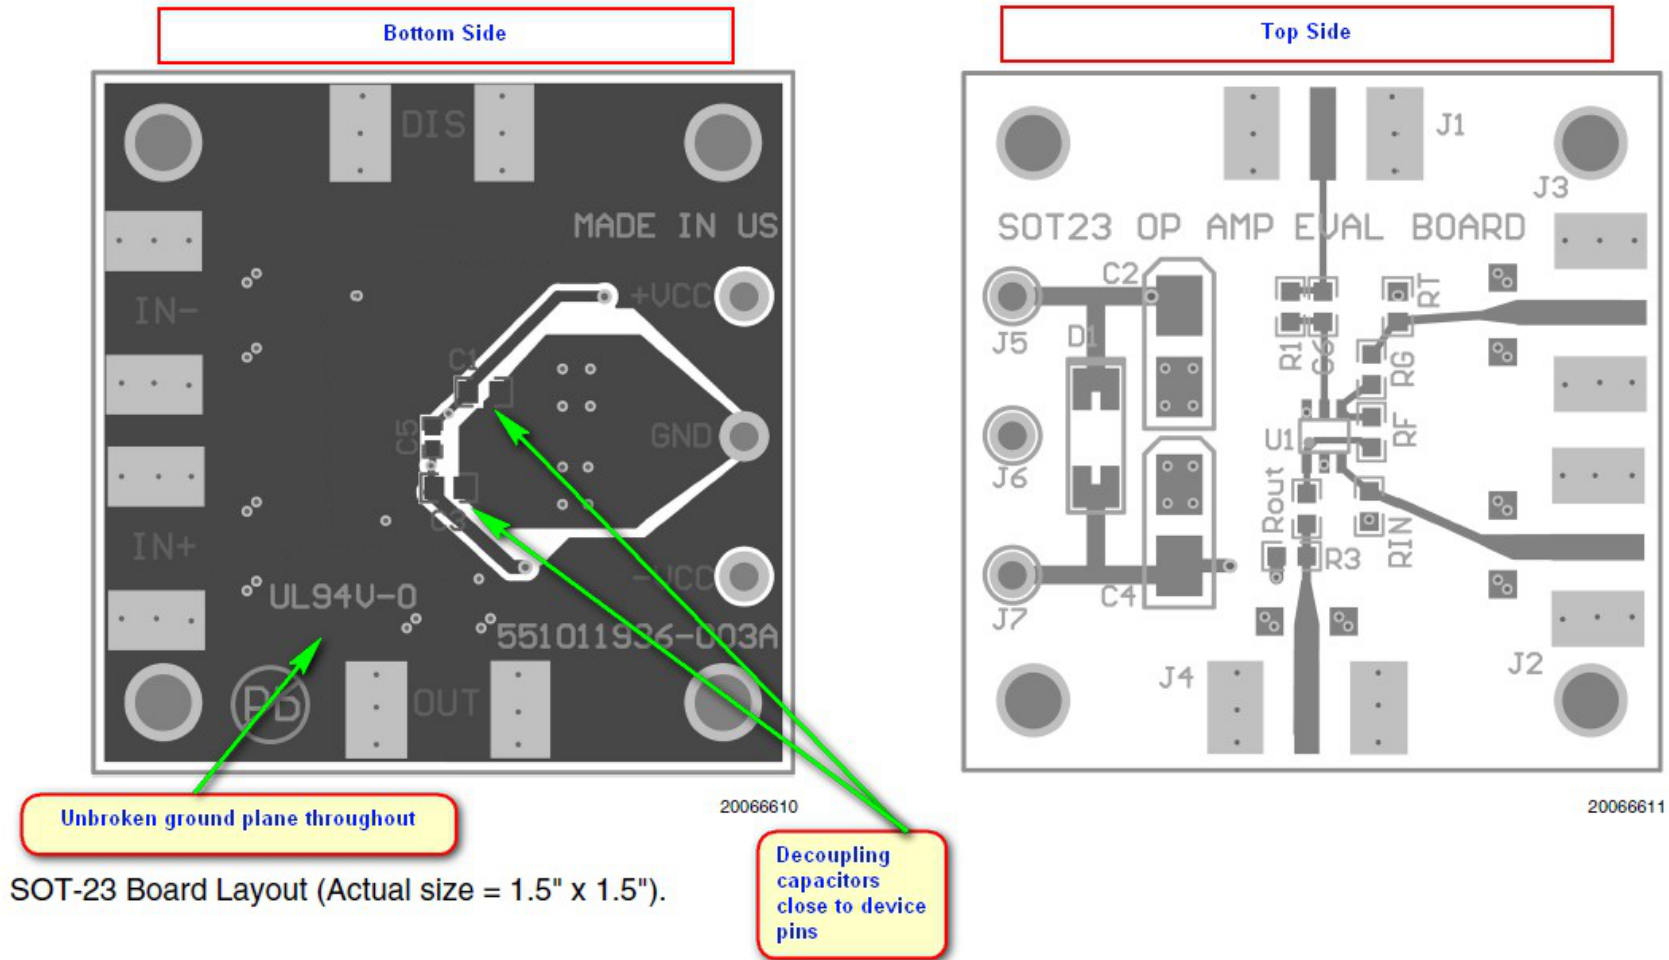 Bottom Side
DIS
MADE IN US
IN-
+VCC
C1
C5
GND
C3
IN+
-VCC
UL94V-0
551011936-003A
Pb
OUT
20066610
Unbroken ground plane throughout
Decoupling
capacitors
close to device
pins
SOT-23 Board Layout (Actual size = 1.5" x 1.5").
Top Side
J1
J3
SOT23 OP AMP EVAL BOARD
C2
RT
J5
D1
R1
C6
RG
U1
RF
J6
Rout
RIN
R3
C4
J7
J4
J2
20066611